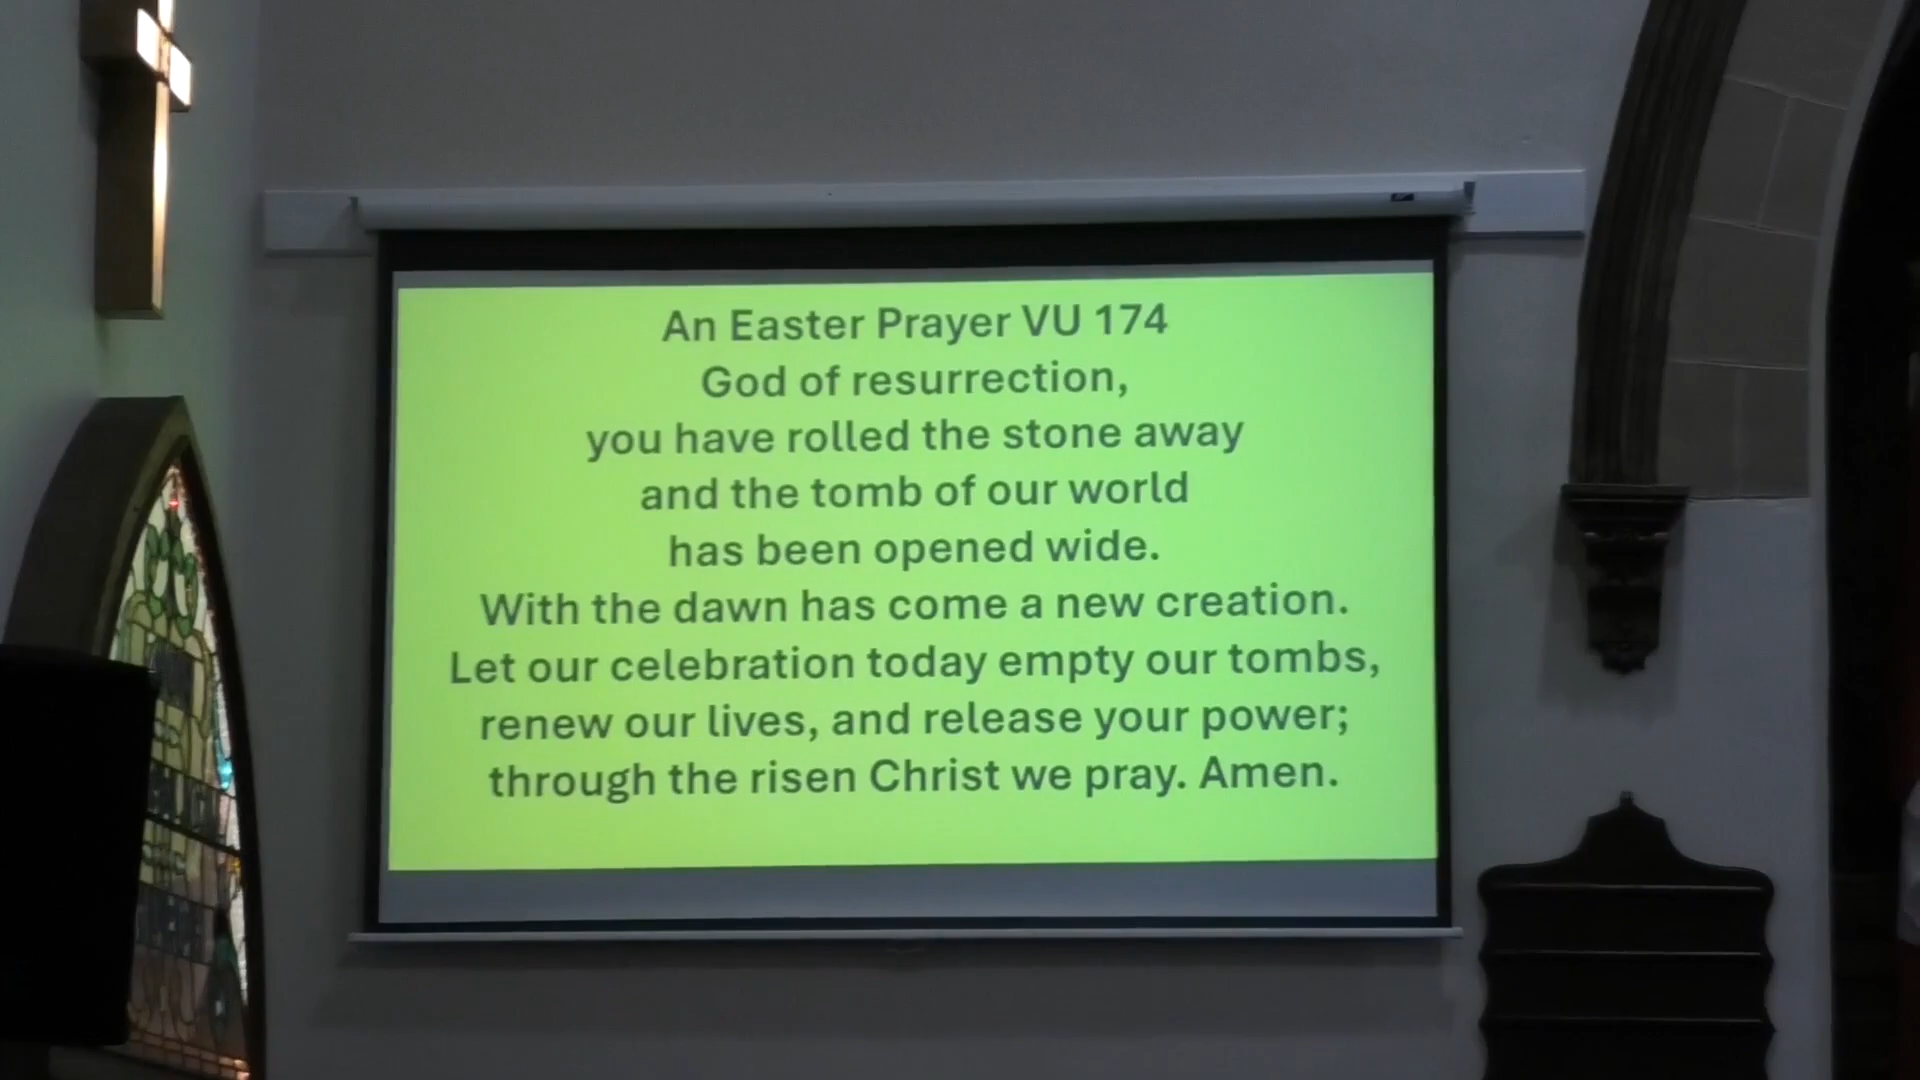 An Easter Prayer VU 174
God of resurrection,
you have rolled the stone away
and the tomb of our world
has been opened wide.
With the dawn has come a new creation.
Let our celebration today empty our tombs,
renew our lives, and release your power;
through the risen Christ we pray. Amen.